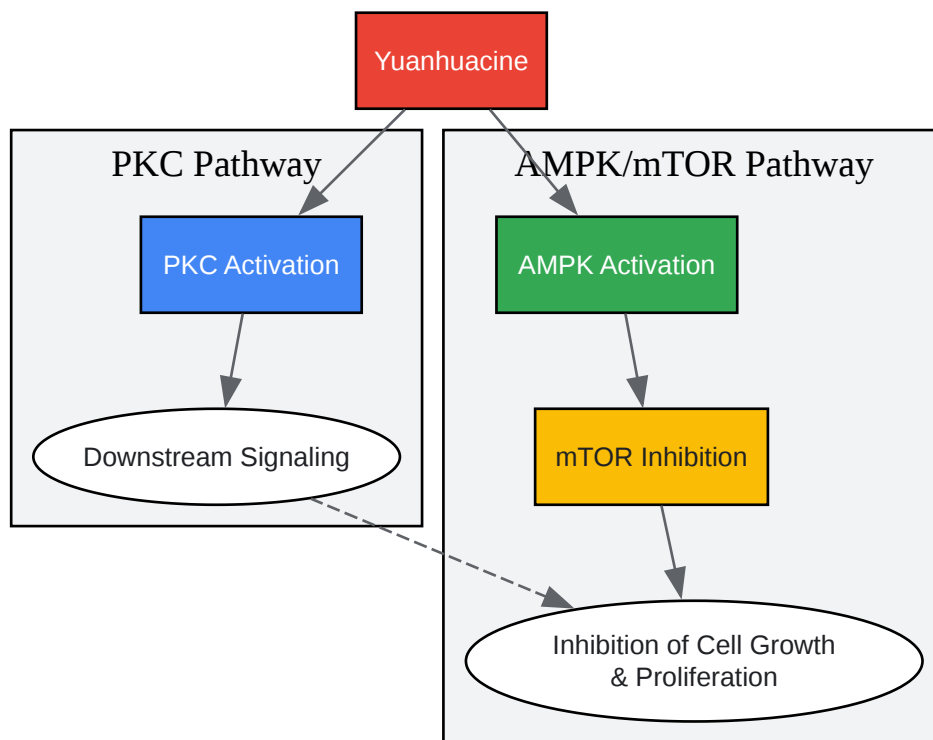 Yuanhuacine
PKC Pathway
AMPK/mTOR Pathway
PKC Activation
AMPK Activation
Downstream Signaling
mTOR Inhibition
Inhibition of Cell Growth
& Proliferation